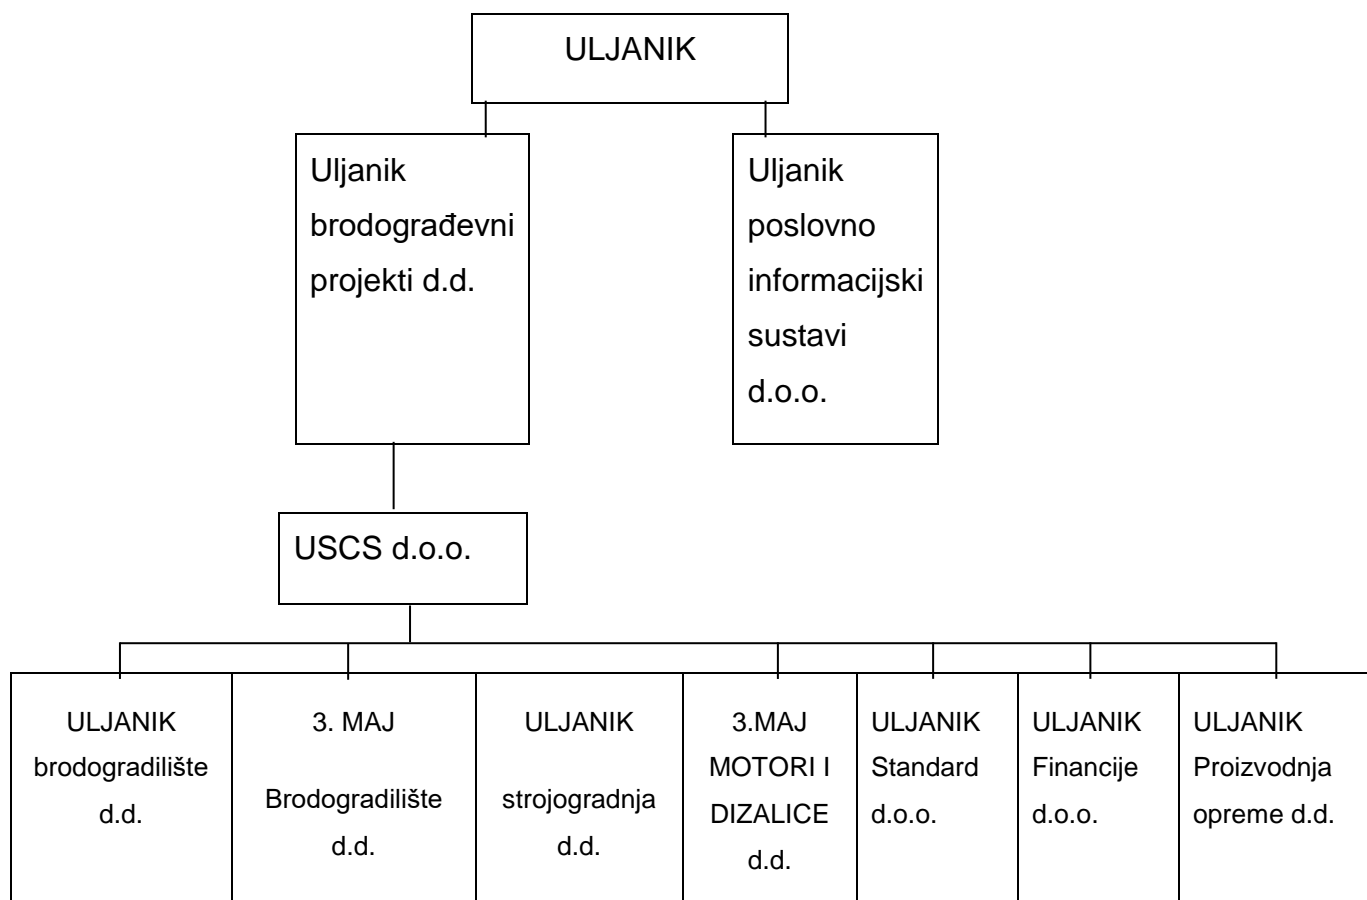 ULJANIK
Uljanik
brodograđevni
projekti d.d.
Uljanik
poslovno
informacijski
sustavi
d.o.o.
USCS d.o.o.
ULJANIK
brodogradilište
d.d.
3. MAJ
Brodogradilište
d.d.
ULJANIK
strojogradnja
d.d.
3.MAJ
MOTORI I
DIZALICE
d.d.
ULJANIK
Standard
d.o.o.
ULJANIK
Financije
d.o.o.
ULJANIK
Proizvodnja
opreme d.d.